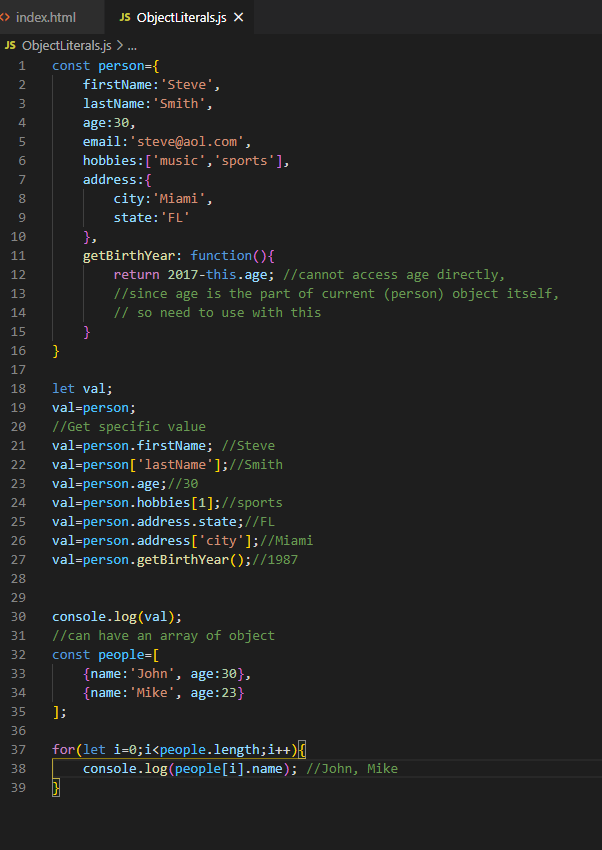 <> index.html JS ObjectLiterals.js ✕
JS ObjectLiterals.js > ...
1 const person={
2     firstName:'Steve',
3     lastName:'Smith',
4     age:30,
5     email:'steve@aol.com',
6     hobbies:['music','sports'],
7     address:{
8         city:'Miami',
9         state:'FL'
10     },
11     getBirthYear: function(){
12         return 2017-this.age; //cannot access age directly,
13         //since age is the part of current (person) object itself,
14         // so need to use with this
15     }
16 }
17
18 let val;
19 val=person;
20 //Get specific value
21 val=person.firstName; //Steve
22 val=person['lastName'];//Smith
23 val=person.age;//30
24 val=person.hobbies[1];//sports
25 val=person.address.state;//FL
26 val=person.address['city'];//Miami
27 val=person.getBirthYear();//1987
28
29
30 console.log(val);
31 //can have an array of object
32 const people=[
33     {name:'John', age:30},
34     {name:'Mike', age:23}
35 ];
36
37 for(let i=0;i<people.length;i++){
38     console.log(people[i].name); //John, Mike
39 }